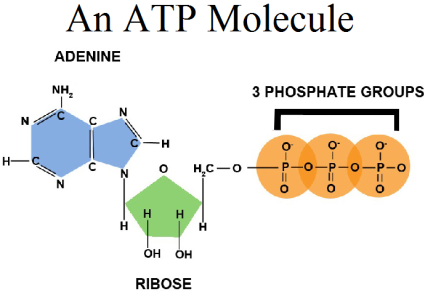 An ATP Molecule
ADENINE
NH₂
3 PHOSPHATE GROUPS
N C C N
C H
H C C
N N
O H₂C O P O P O P O
O⁻ O⁻ O⁻
O O O
H H H H
OH OH
RIBOSE